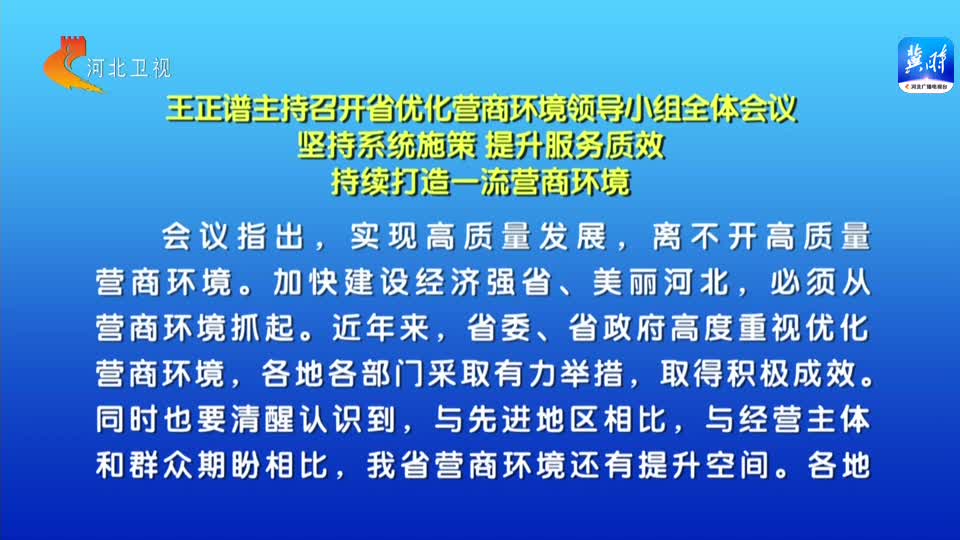 河北卫视
冀时
河北广播电视台
王正谱主持召开省优化营商环境领导小组全体会议
坚持系统施策 提升服务质效
持续打造一流营商环境
会议指出，实现高质量发展，离不开高质量
营商环境。加快建设经济强省、美丽河北，必须从
营商环境抓起。近年来，省委、省政府高度重视优化
营商环境，各地各部门采取有力举措，取得积极成效。
同时也要清醒认识到，与先进地区相比，与经营主体
和群众期盼相比，我省营商环境还有提升空间。各地